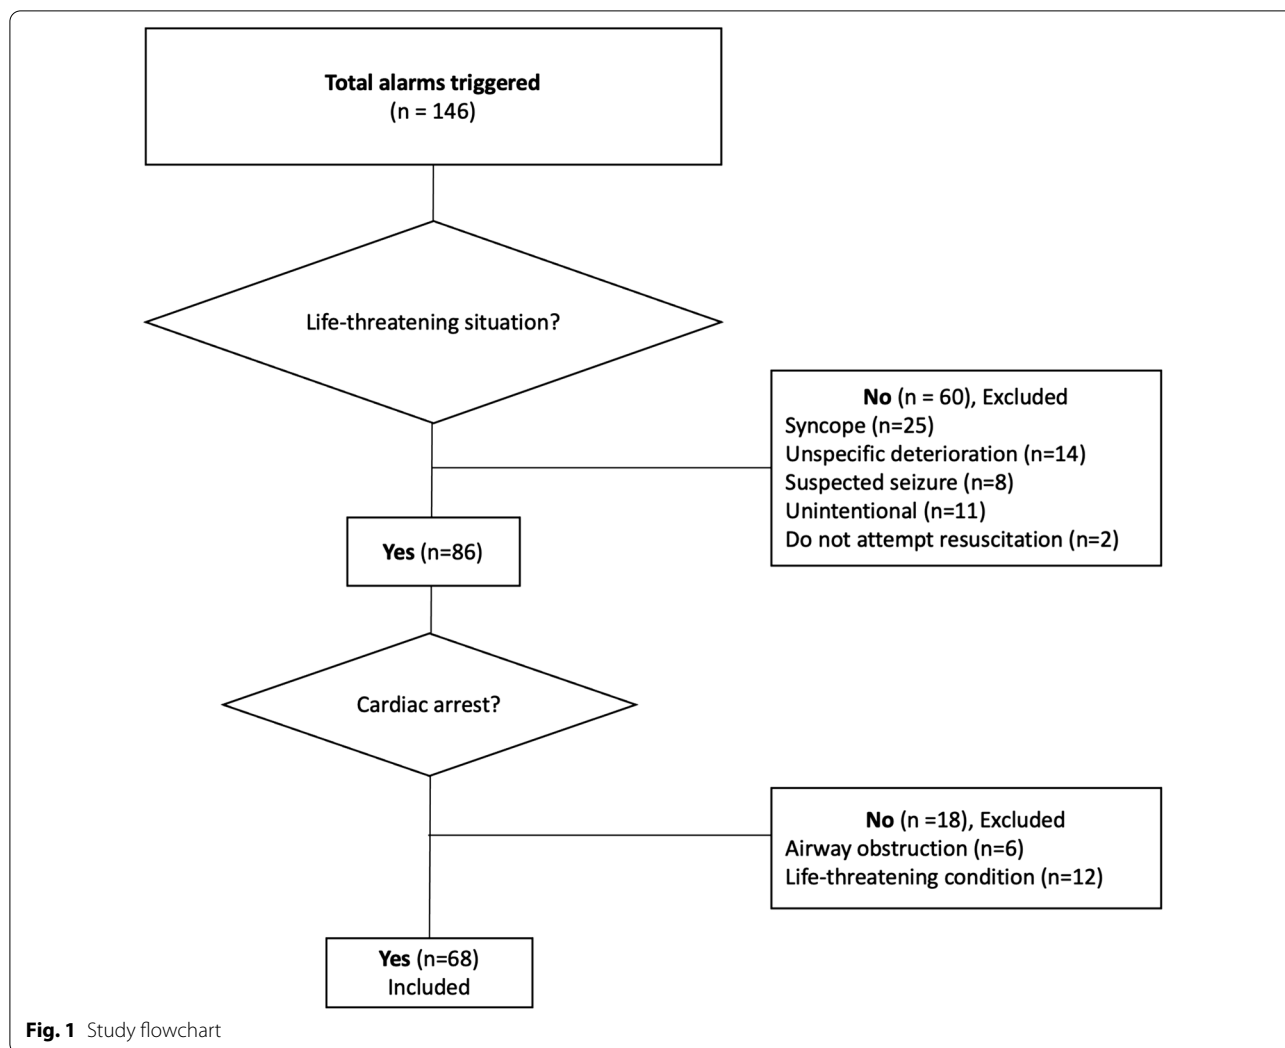 Total alarms triggered
(n = 146)
Life-threatening situation?
No (n = 60), Excluded
Syncope (n=25)
Unspecific deterioration (n=14)
Suspected seizure (n=8)
Unintentional (n=11)
Do not attempt resuscitation (n=2)
Yes (n=86)
Cardiac arrest?
No (n =18), Excluded
Airway obstruction (n=6)
Life-threatening condition (n=12)
Yes (n=68)
Included
Fig. 1 Study flowchart